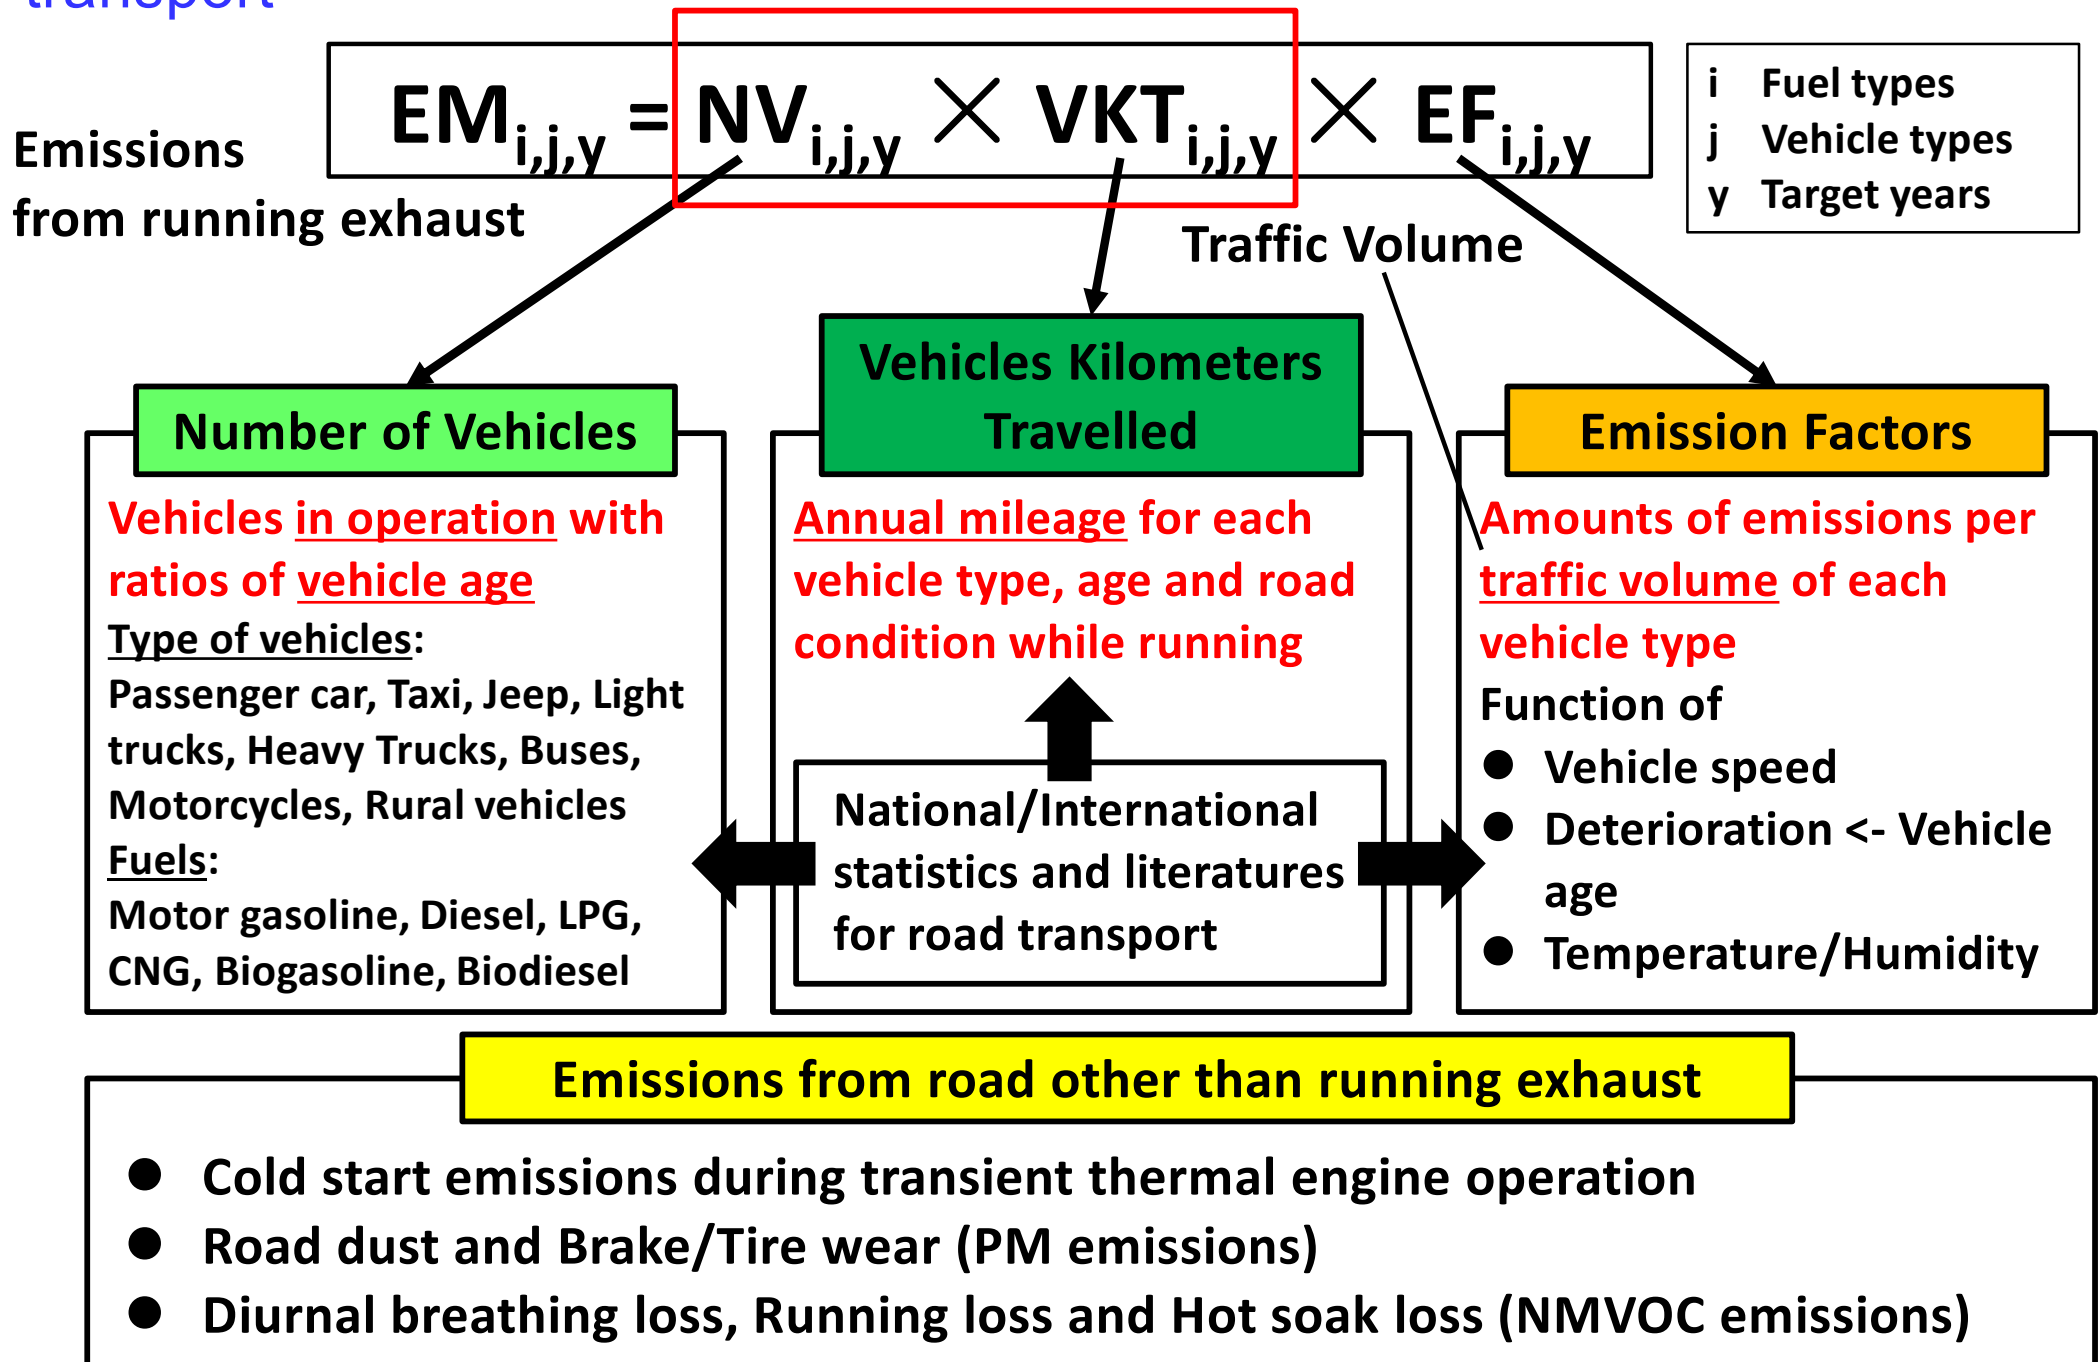 transport
EM i,j,y = NV i,j,y × VKT i,j,y × EF i,j,y
i Fuel types
j Vehicle types
y Target years
Emissions
from running exhaust
Traffic Volume
Number of Vehicles
Vehicles in operation with
ratios of vehicle age
Type of vehicles:
Passenger car, Taxi, Jeep, Light
trucks, Heavy Trucks, Buses,
Motorcycles, Rural vehicles
Fuels:
Motor gasoline, Diesel, LPG,
CNG, Biogasoline, Biodiesel
Vehicles Kilometers
Travelled
Annual mileage for each
vehicle type, age and road
condition while running
National/International
statistics and literatures
for road transport
Emission Factors
Amounts of emissions per
traffic volume of each
vehicle type
Function of
● Vehicle speed
● Deterioration <- Vehicle
age
● Temperature/Humidity
Emissions from road other than running exhaust
● Cold start emissions during transient thermal engine operation
● Road dust and Brake/Tire wear (PM emissions)
● Diurnal breathing loss, Running loss and Hot soak loss (NMVOC emissions)